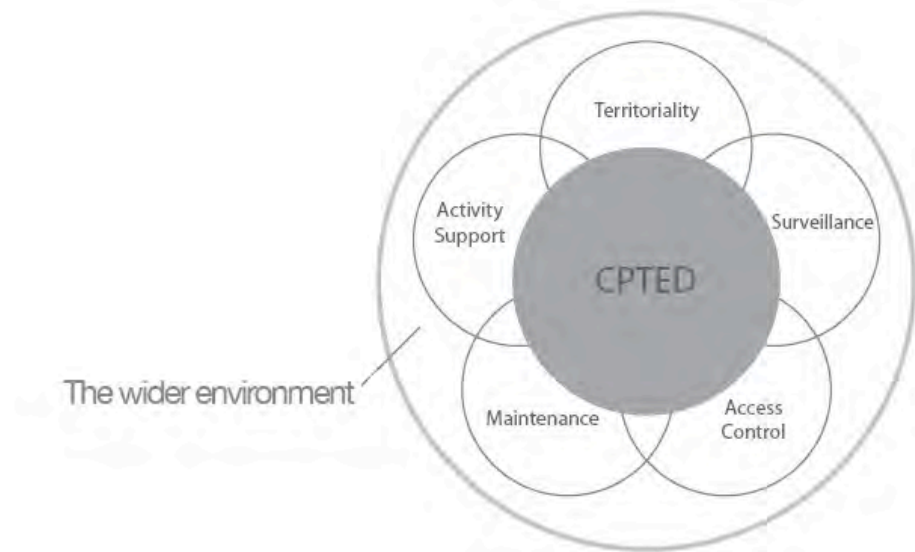 Territoriality
Activity
Support
Surveillance
CPTED
The wider environment
Maintenance
Access
Control